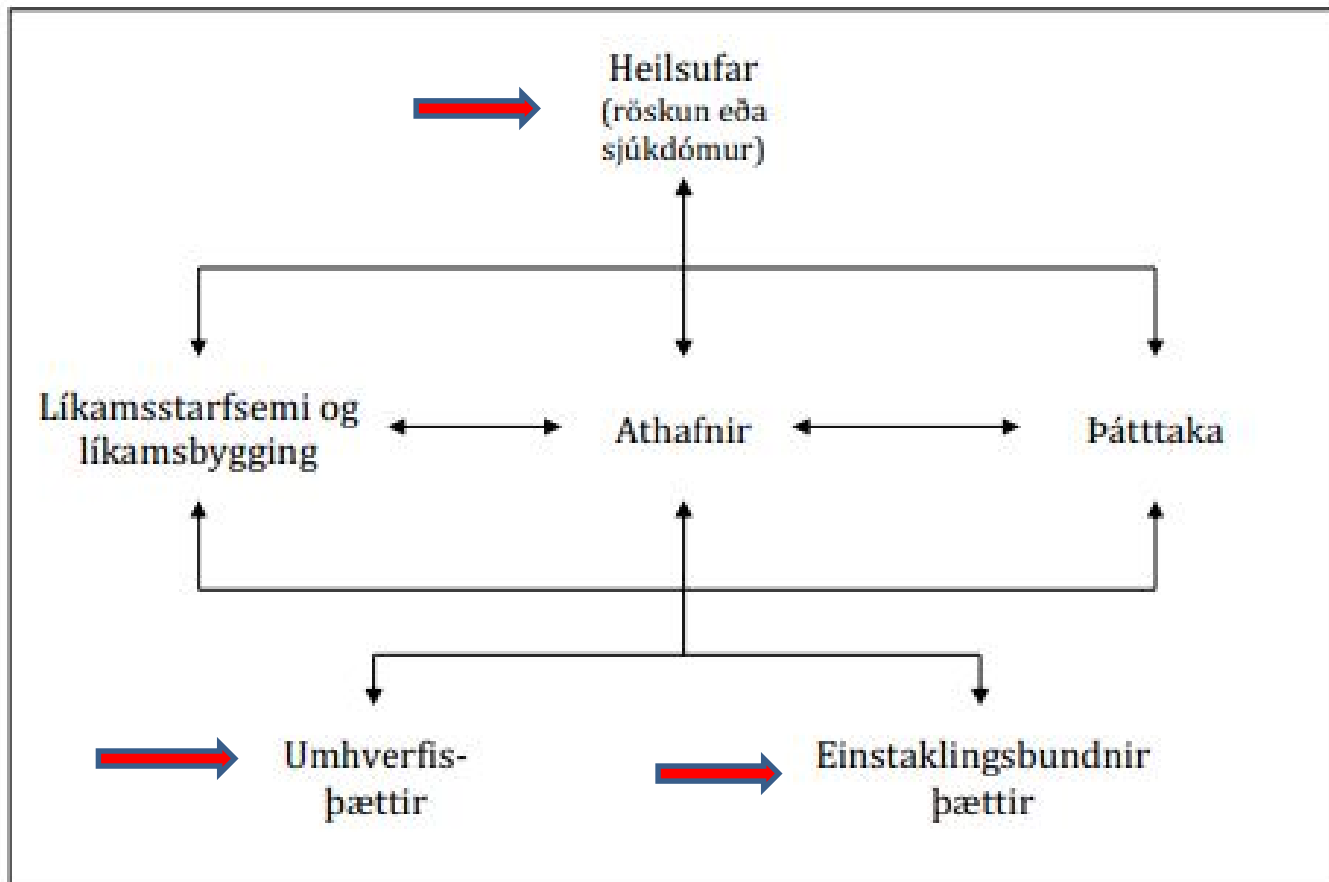 Heilsufar
(röskun eða
sjúkdómur)
Líkamsstarfsemi og
líkamsbygging
Athafnir
Þátttaka
Umhverfis-
þættir
Einstaklingsbundnir
þættir